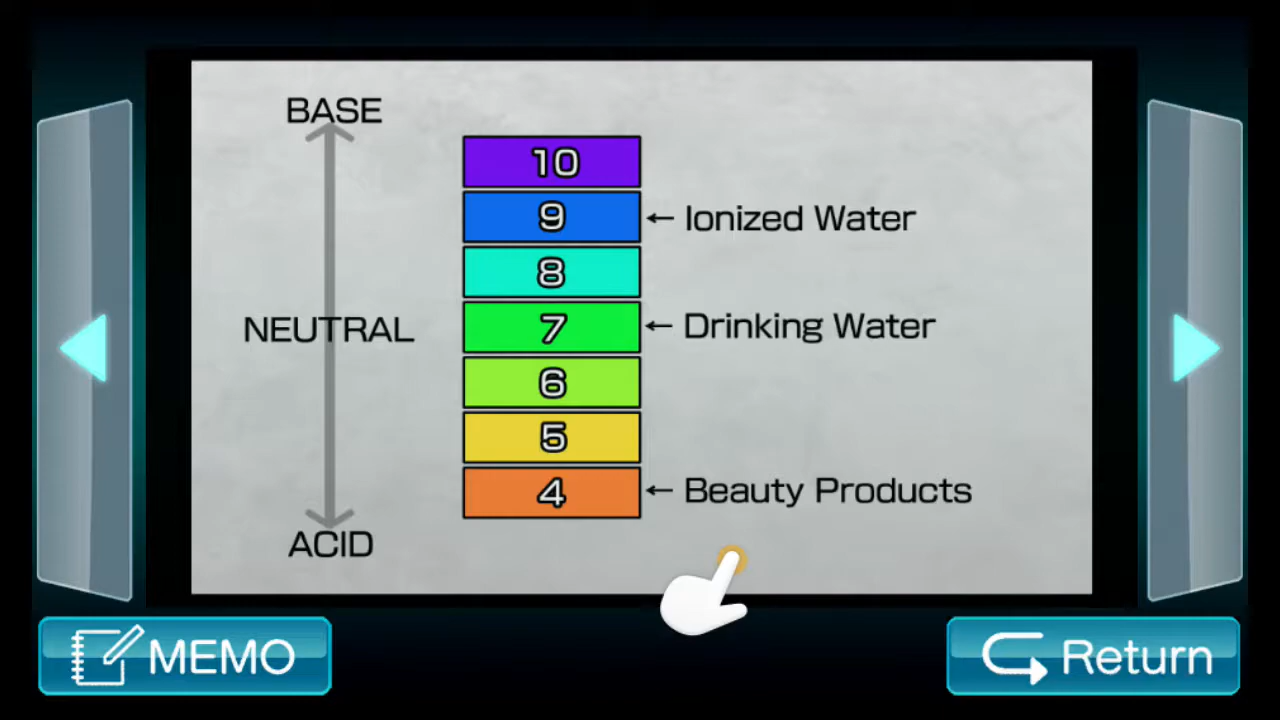 BASE
10
9 ← Ionized Water
8
NEUTRAL 7 ← Drinking Water
6
5
4 ← Beauty Products
ACID
MEMO
Return